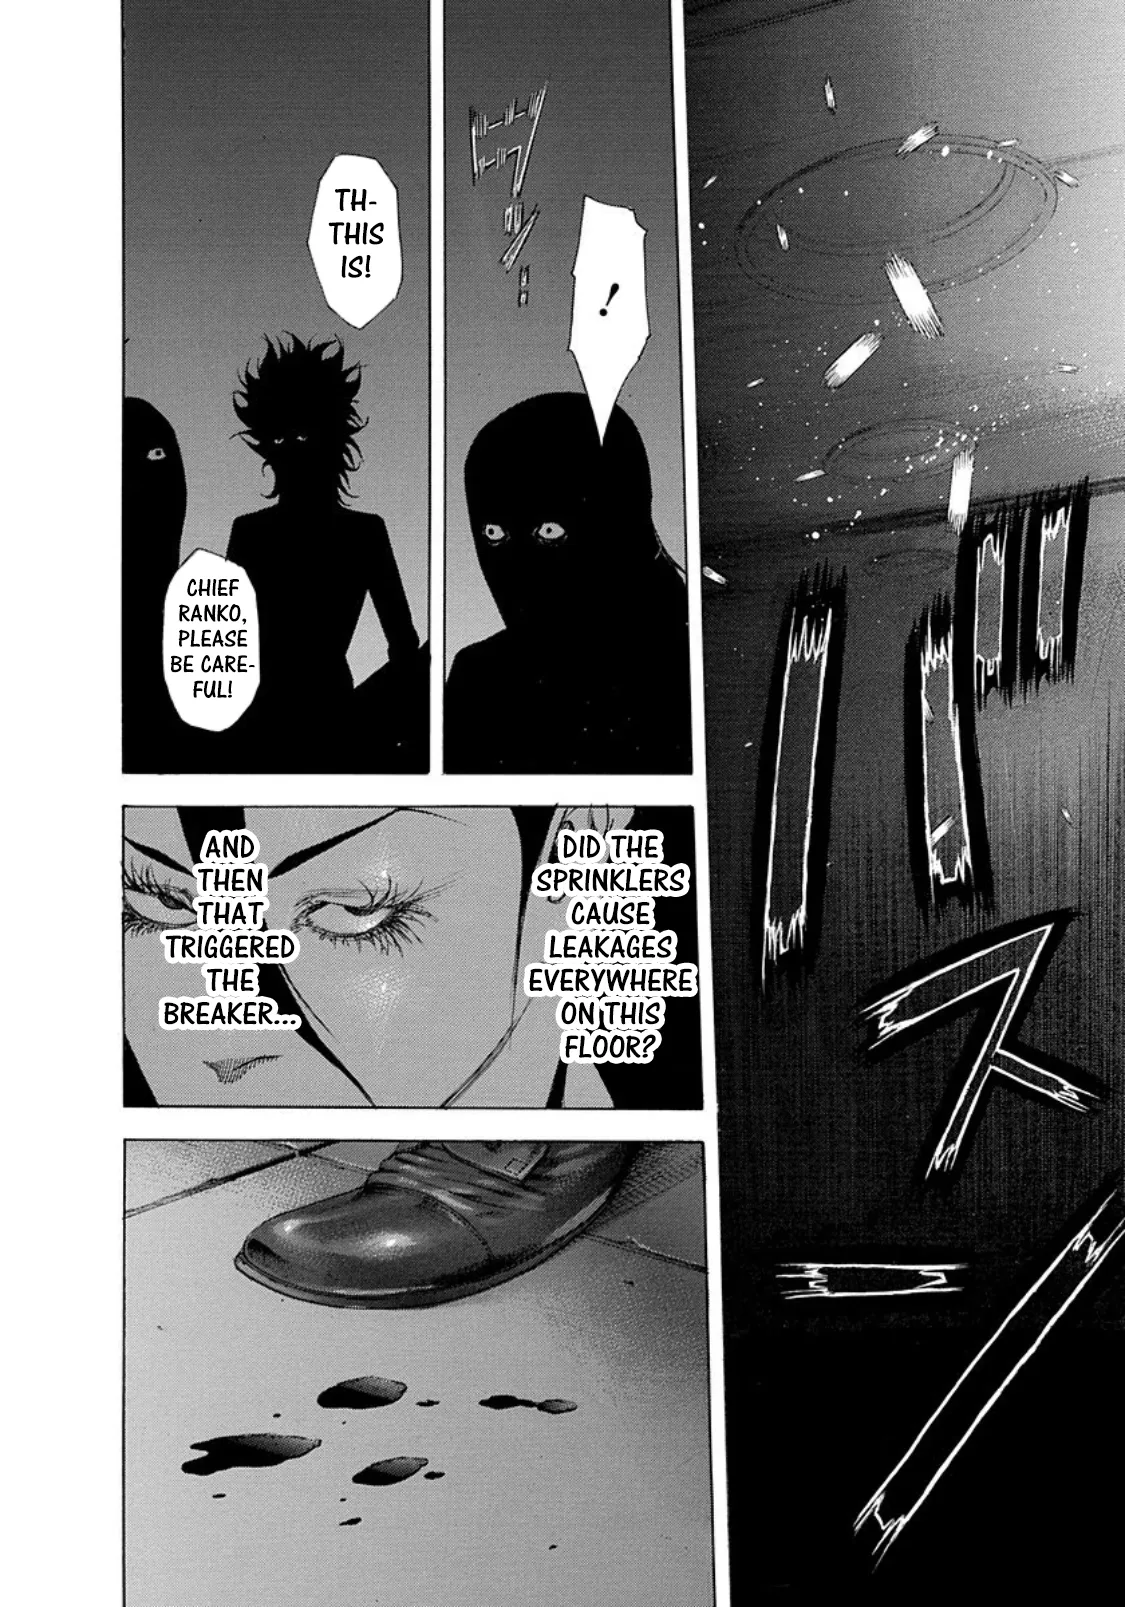 !
TH-
THIS
IS!
CHIEF
RANKO,
PLEASE
BE CARE-
FUL!
DID THE
SPRINKLERS
CAUSE
LEAKAGES
EVERYWHERE
ON THIS
FLOOR?
AND
THEN
THAT
TRIGGERED
THE
BREAKER...